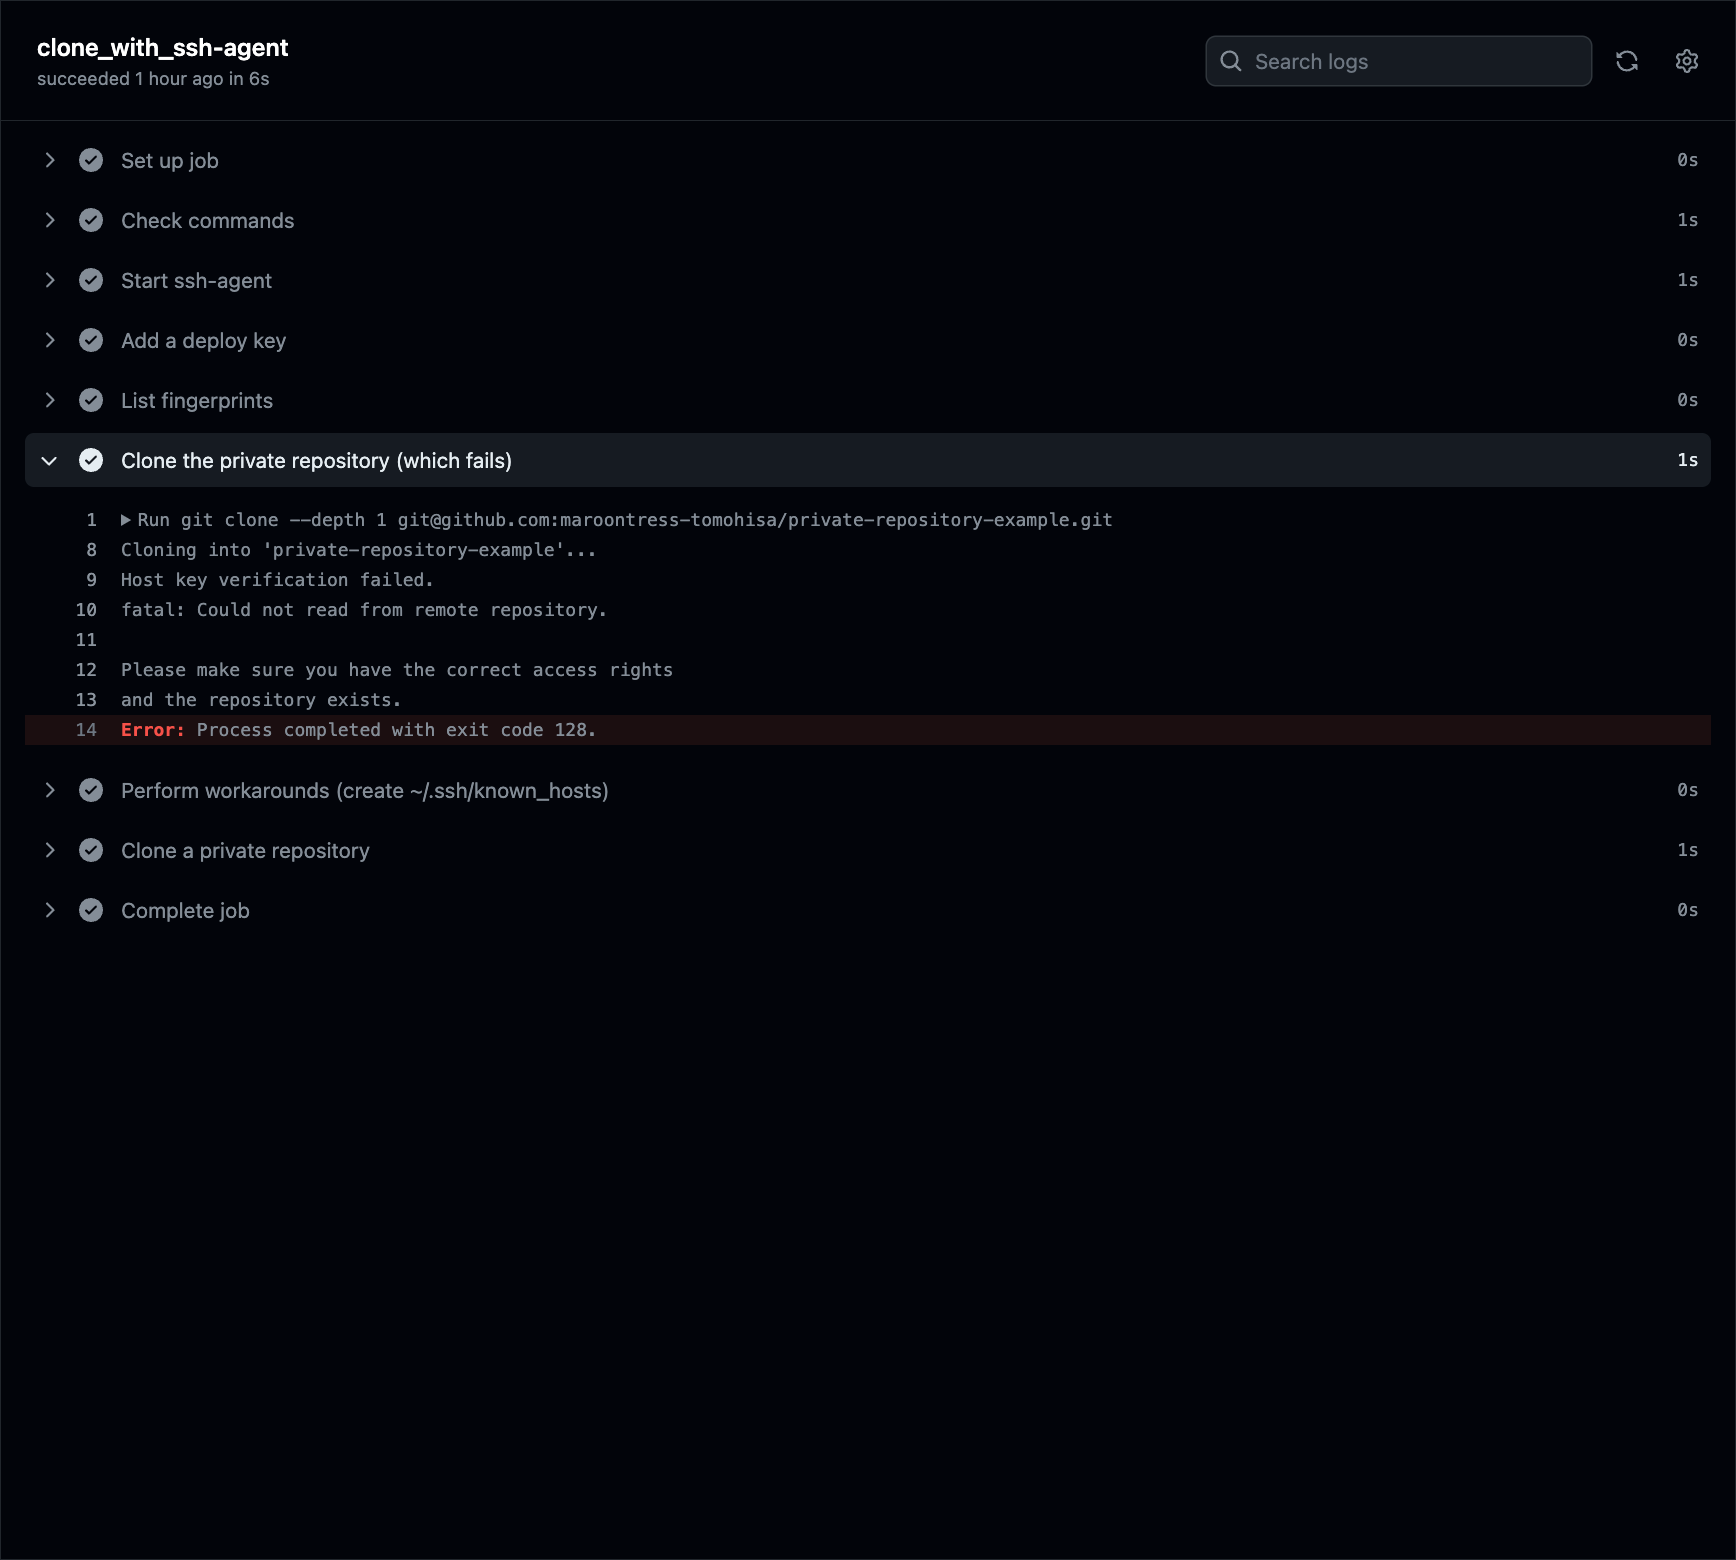 clone_with_ssh-agent
succeeded 1 hour ago in 6s
Search logs
Set up job 0s
Check commands 1s
Start ssh-agent 1s
Add a deploy key 0s
List fingerprints 0s
Clone the private repository (which fails) 1s
1 Run git clone --depth 1 git@github.com:maroontress-tomohisa/private-repository-example.git
8 Cloning into 'private-repository-example'...
9 Host key verification failed.
10 fatal: Could not read from remote repository.
11
12 Please make sure you have the correct access rights
13 and the repository exists.
14 Error: Process completed with exit code 128.
Perform workarounds (create ~/.ssh/known_hosts) 0s
Clone a private repository 1s
Complete job 0s